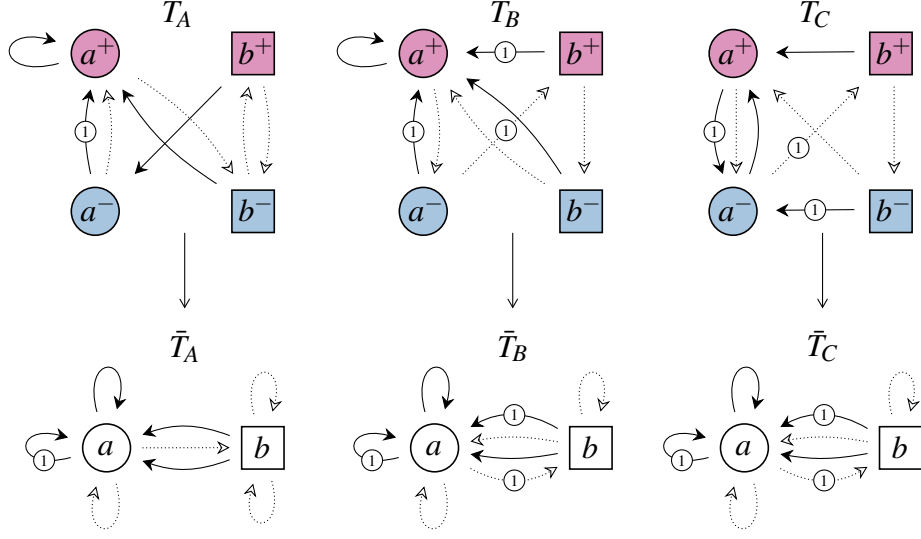 T_A T_B T_C
a⁺ b⁺ a⁺ 1 b⁺ a⁺ b⁺
1 1 1 1 1
a⁻ b⁻ a⁻ b⁻ a⁻ 1 b⁻
T̄_A T̄_B T̄_C
1 1
a b a b a b
1 1 1
1 1